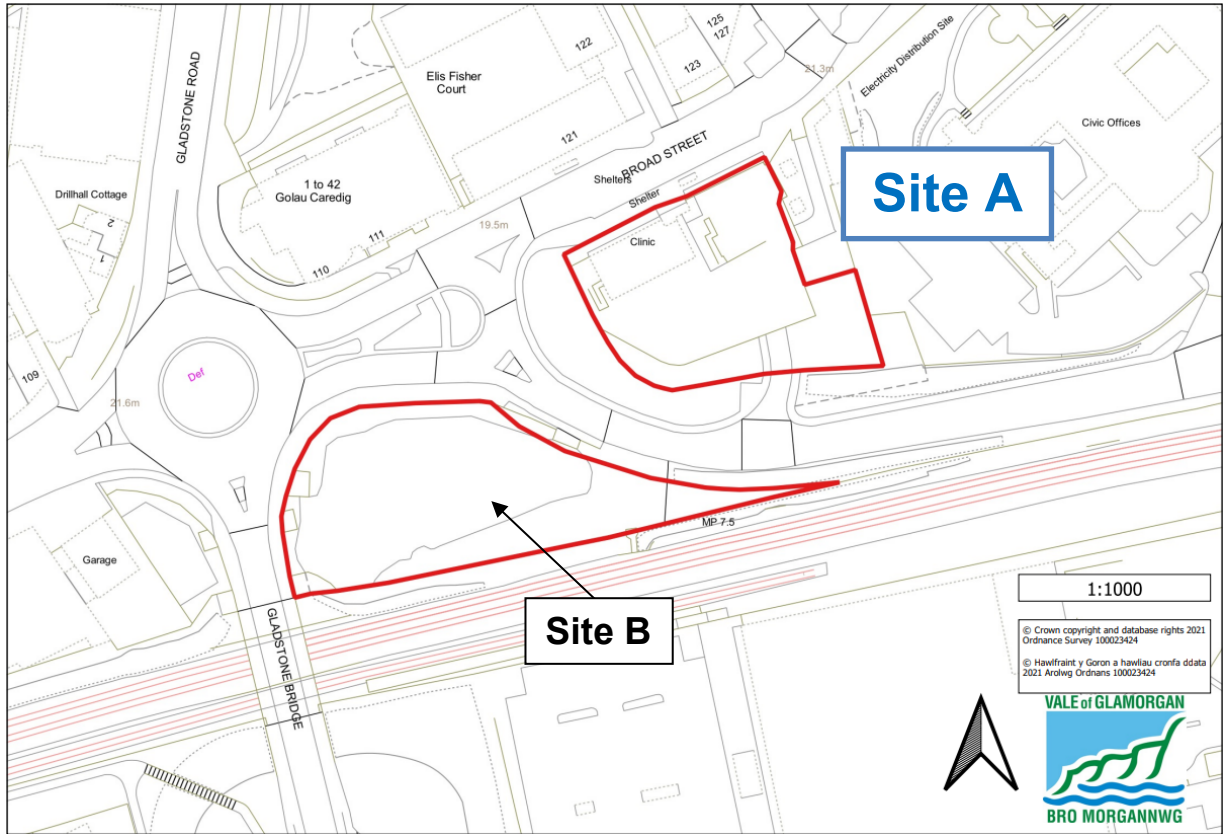 GLADSTONE ROAD
Elis Fisher
Court
122
125
127
123
21.3m
Electricity Distribution Site
Civic Offices
Site A
121
BROAD STREET
Shelters
Shelter
Drillhall Cottage
2
1
1 to 42
Golau Caredig
111
110
19.5m
Clinic
109
Def
21.6m
Garage
MP 7.5
Site B
GLADSTONE BRIDGE
1:1000
© Crown copyright and database rights 2021
Ordnance Survey 100023424
© Hawlfraint y Goron a hawliau cronfa ddata
2021 Arolwg Ordnans 100023424
VALE of GLAMORGAN
BRO MORGANNWG